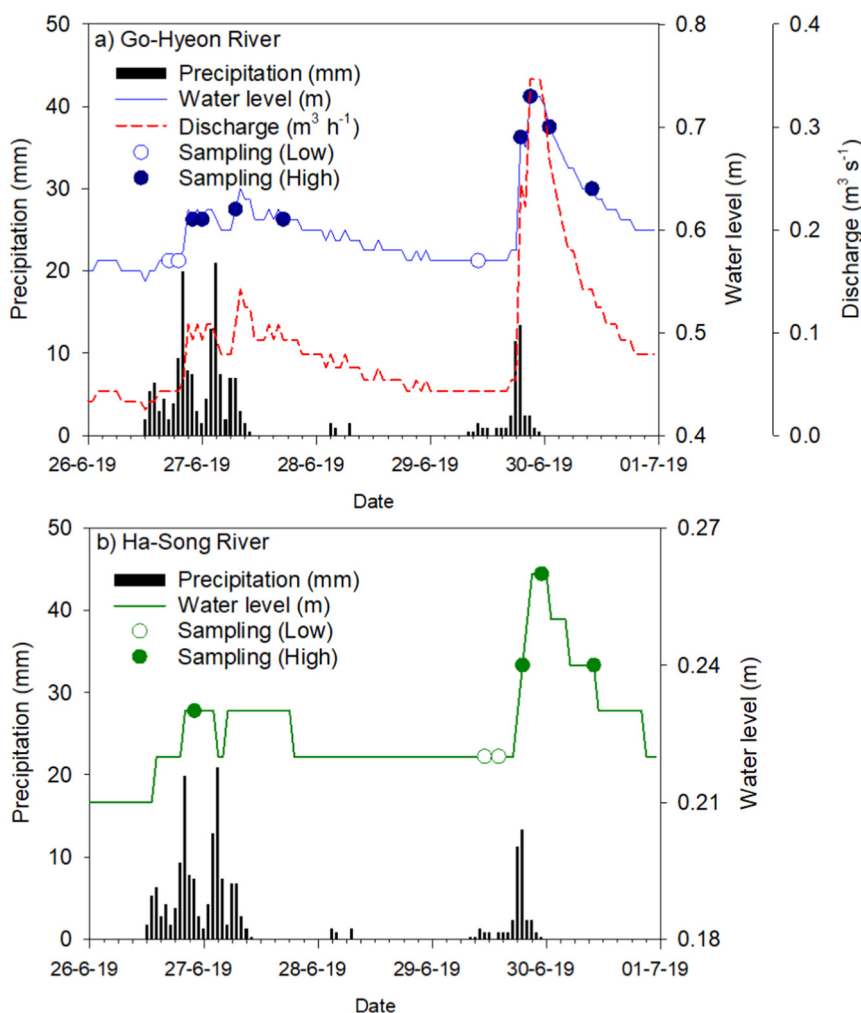 a) Go-Hyeon River
Precipitation (mm)
Water level (m)
Discharge (m³ h⁻¹)
Sampling (Low)
Sampling (High)
50
40
30
20
10
0
Precipitation (mm)
0.8
0.7
0.6
0.5
0.4
Water level (m)
0.4
0.3
0.2
0.1
0.0
Discharge (m³ s⁻¹)
26-6-19 27-6-19 28-6-19 29-6-19 30-6-19 01-7-19
Date
b) Ha-Song River
Precipitation (mm)
Water level (m)
Sampling (Low)
Sampling (High)
50
40
30
20
10
0
Precipitation (mm)
0.27
0.24
0.21
0.18
Water level (m)
26-6-19 27-6-19 28-6-19 29-6-19 30-6-19 01-7-19
Date